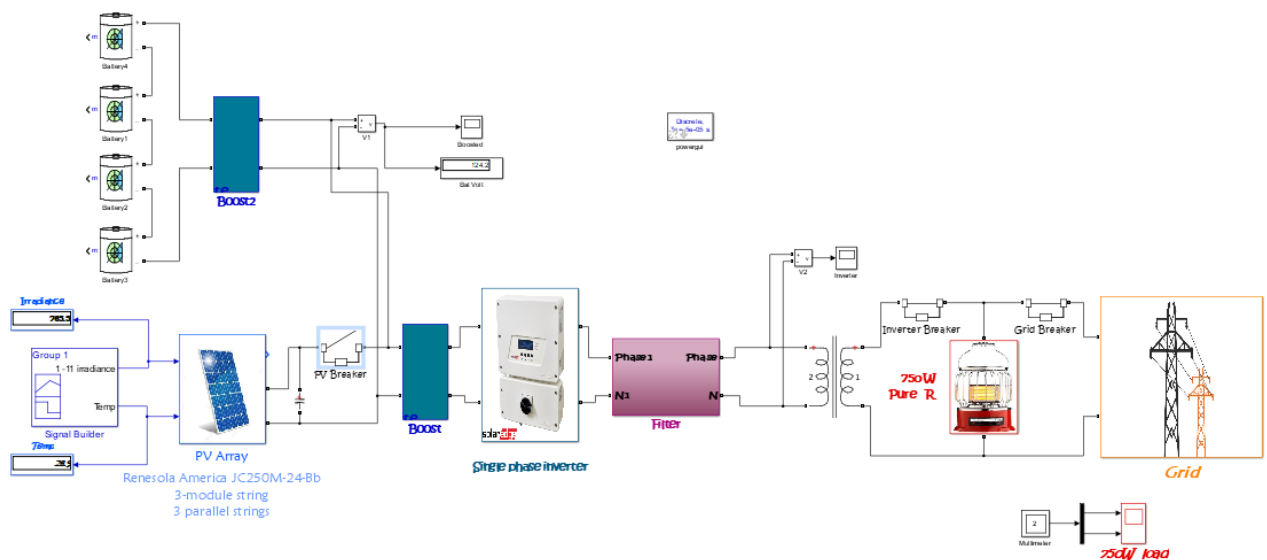 m
+
-
Battery4
m
+
-
Battery1
m
+
-
Battery2
m
+
-
Battery3
Boost2
+
-
v
V1
Boosted
124.2
Bat Volt
Discrete,
powergui
Irradiance
Group 1
1 -11 irradiance
Temp
Signal Builder
Temp
PV Array
Renesola America JC250M-24-Bb
3-module string
3 parallel strings
PV Breaker
Boost
solaredge
Single phase inverter
Phase1
Phase
N1
N
Filter
+
-
v
V2
Inverter
2
+
1
+
Inverter Breaker
Grid Breaker
750W
Pure R
Grid
2
Multimeter
750W load